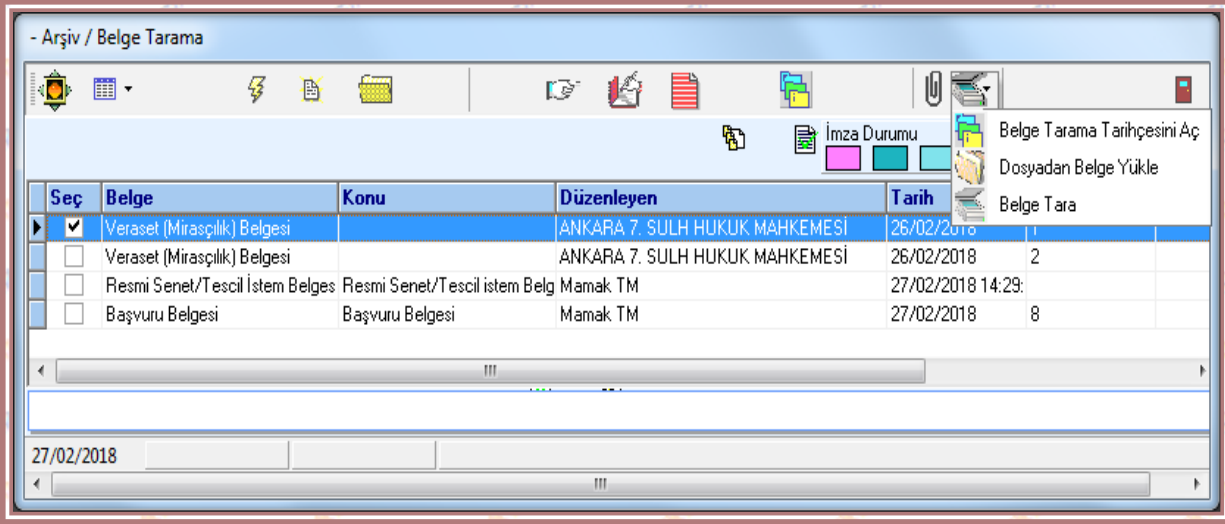 - Arşiv / Belge Tarama
Belge Tarama Tarihçesini Aç
Dosyadan Belge Yükle
Belge Tara
İmza Durumu
Seç Belge Konu Düzenleyen Tarih
Veraset (Mirasçılık) Belgesi ANKARA 7. SULH HUKUK MAHKEMESİ 26/02/2018 1
Veraset (Mirasçılık) Belgesi ANKARA 7. SULH HUKUK MAHKEMESİ 26/02/2018 2
Resmi Senet/Tescil İstem Belges Resmi Senet/Tescil istem Belg Mamak TM 27/02/2018 14:29:
Başvuru Belgesi Başvuru Belgesi Mamak TM 27/02/2018 8
27/02/2018